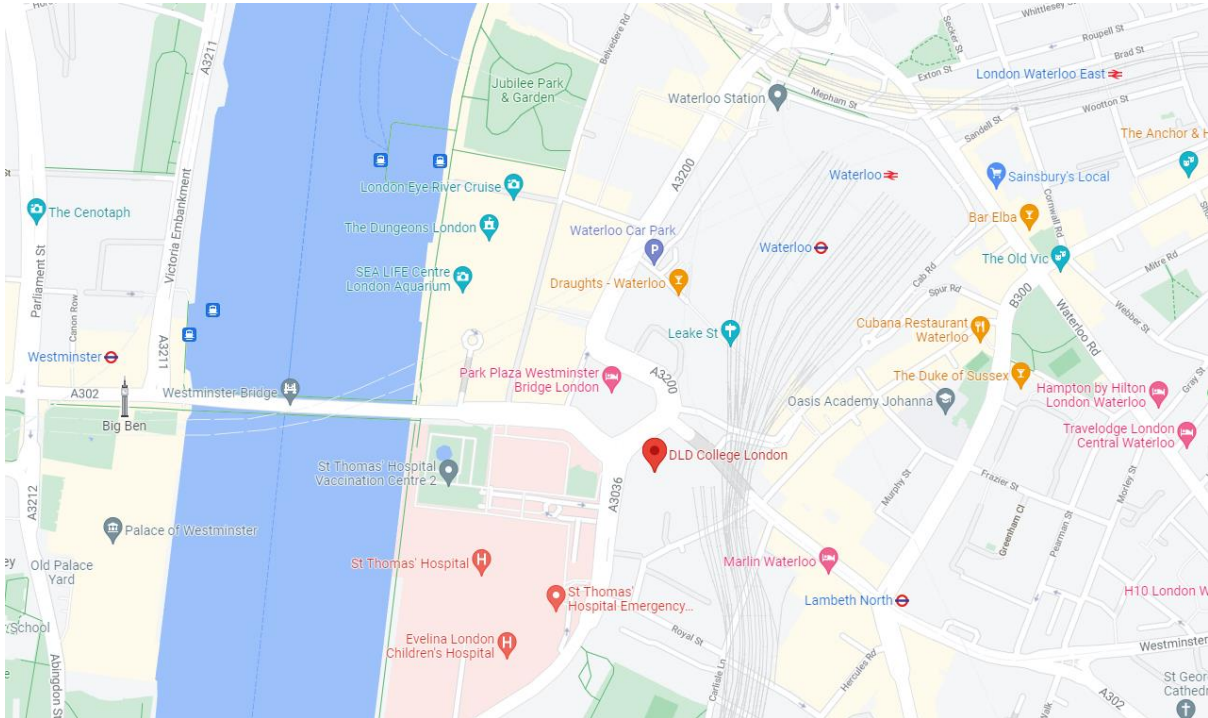 Whittlesey St
Roupell St
Brad St
Secker St
Exton St
A3211
Belvedere Rd
London Waterloo East
Jubilee Park
& Garden
Waterloo Station
Mepham St
Wootton St
Sandell St
The Anchor & H
A3200
Waterloo
Sainsbury's Local
London Eye River Cruise
Cornwall Rd
The Cenotaph
Victoria Embankment
The Dungeons London
Waterloo Car Park
P
Bar Elba
Waterloo
The Old Vic
Mitre Rd
Parliament St
SEA LIFE Centre
London Aquarium
Draughts - Waterloo
Cab Rd
Spur Rd
B300
Canon Row
Leake St
Cubana Restaurant
Waterloo
Waterloo Rd
Webber St
A3211
Westminster
Park Plaza Westminster
Bridge London
A3200
The Duke of Sussex
Gray St
A302
Westminster Bridge
Oasis Academy Johanna
Hampton by Hilton
London Waterloo
Big Ben
Travelodge London
Central Waterloo
DLD College London
St Thomas' Hospital
Vaccination Centre 2
A3036
Murphy St
Frazier St
Morley St
A3212
Palace of Westminster
Greenham Cl
Pearman St
Old Palace
Yard
St Thomas' Hospital
H
Marlin Waterloo
St Thomas'
Hospital Emergency...
Lambeth North
H10 London W
School
Evelina London
Children's Hospital
H
Royal St
Westminster
Abingdon St
Carlisle Ln
Hercules Rd
A302
St Geor
Cathedr